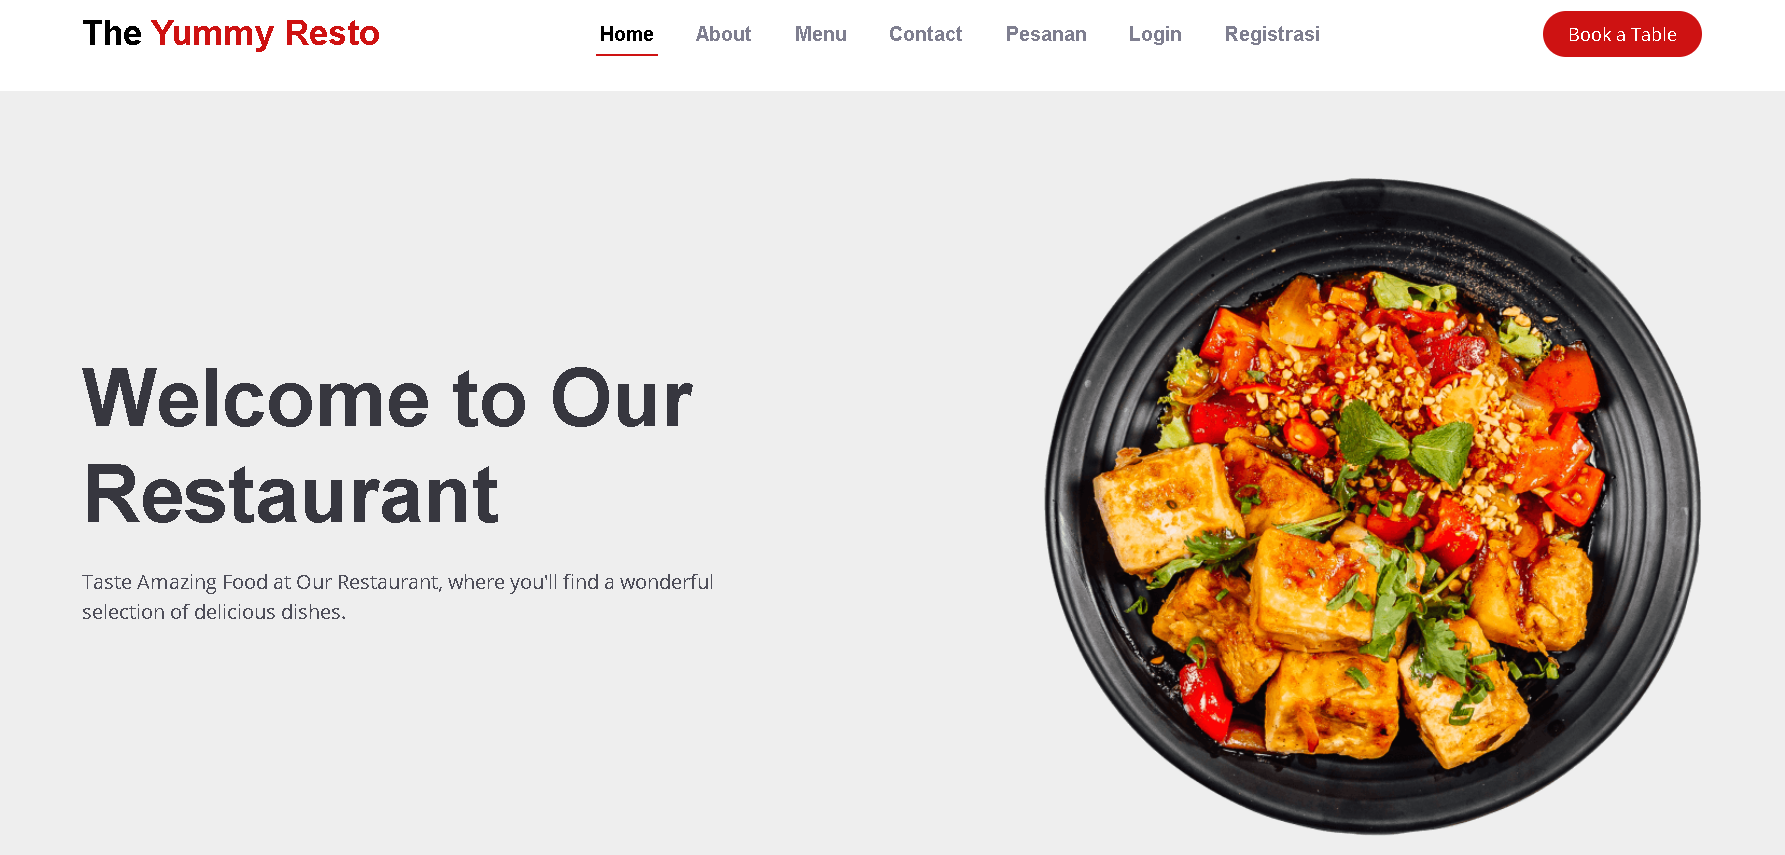 The Yummy Resto
Home About Menu Contact Pesanan Login Registrasi
Book a Table
Welcome to Our
Restaurant
Taste Amazing Food at Our Restaurant, where you'll find a wonderful
selection of delicious dishes.